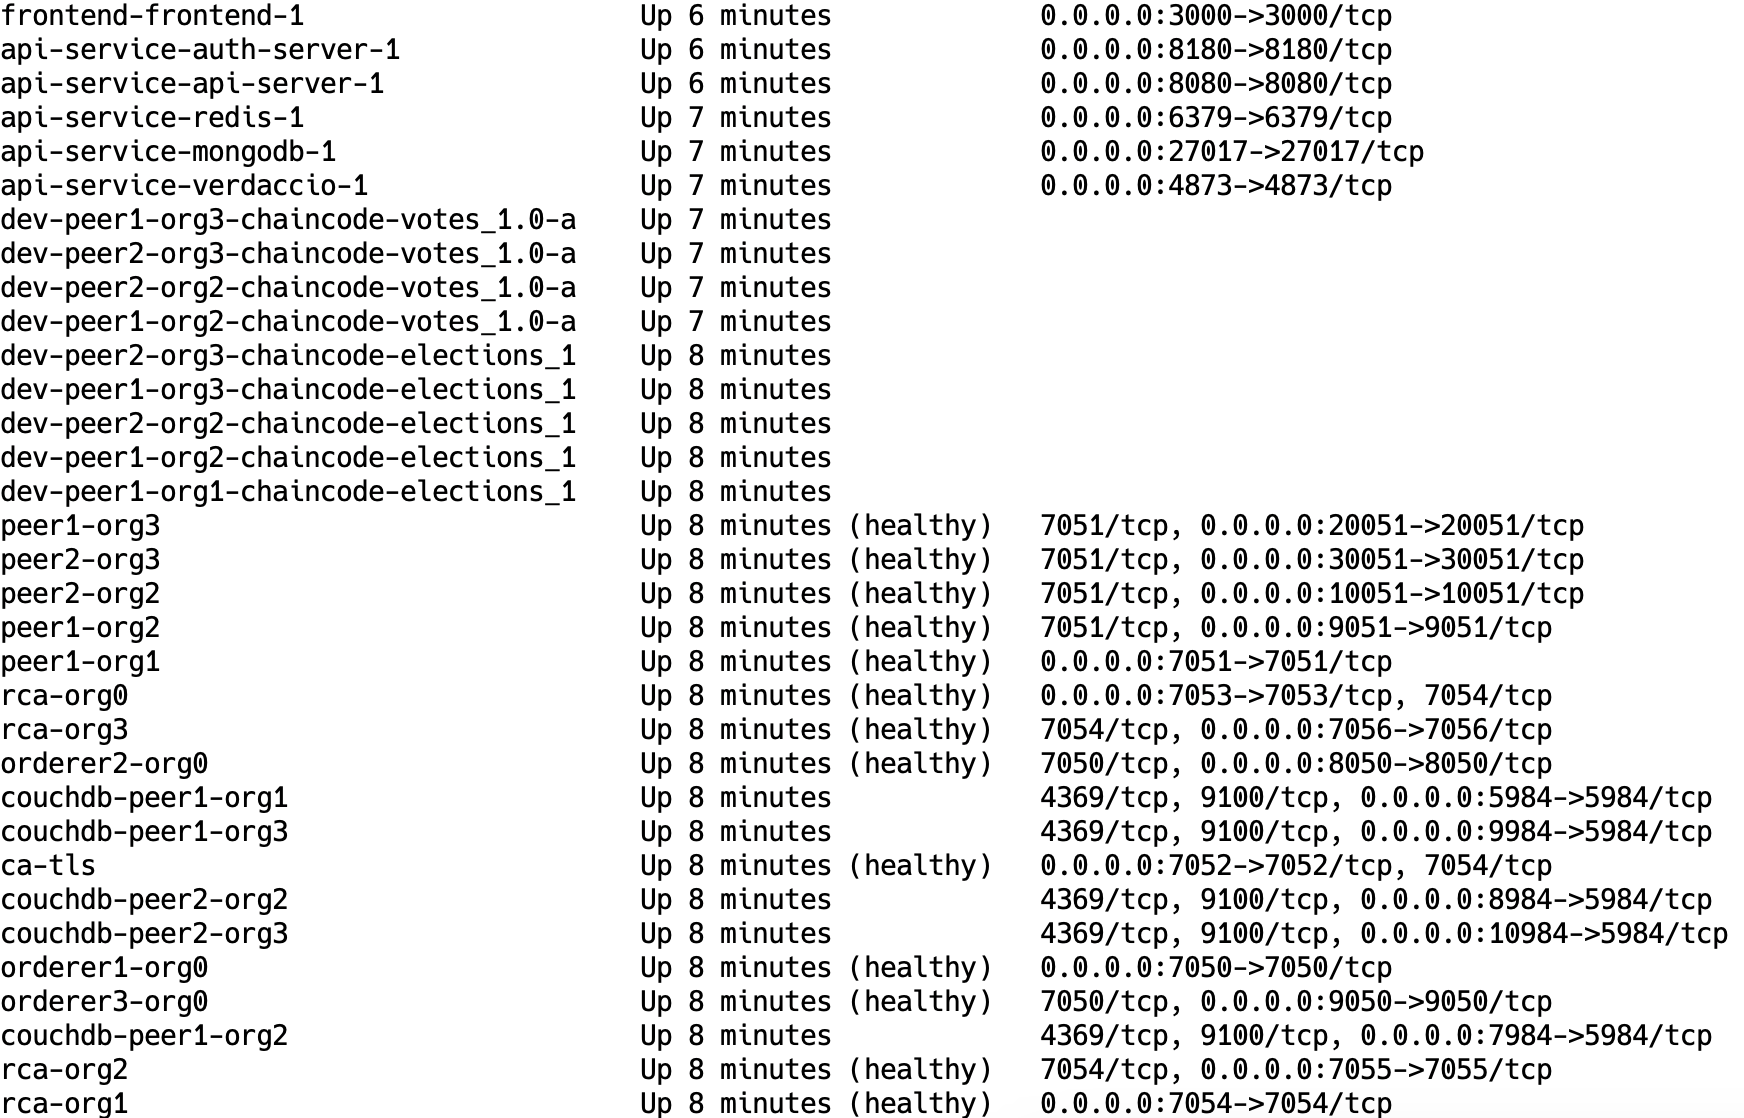 frontend-frontend-1 Up 6 minutes 0.0.0.0:3000->3000/tcp
api-service-auth-server-1 Up 6 minutes 0.0.0.0:8180->8180/tcp
api-service-api-server-1 Up 6 minutes 0.0.0.0:8080->8080/tcp
api-service-redis-1 Up 7 minutes 0.0.0.0:6379->6379/tcp
api-service-mongodb-1 Up 7 minutes 0.0.0.0:27017->27017/tcp
api-service-verdaccio-1 Up 7 minutes 0.0.0.0:4873->4873/tcp
dev-peer1-org3-chaincode-votes_1.0-a Up 7 minutes
dev-peer2-org3-chaincode-votes_1.0-a Up 7 minutes
dev-peer2-org2-chaincode-votes_1.0-a Up 7 minutes
dev-peer1-org2-chaincode-votes_1.0-a Up 7 minutes
dev-peer2-org3-chaincode-elections_1 Up 8 minutes
dev-peer1-org3-chaincode-elections_1 Up 8 minutes
dev-peer2-org2-chaincode-elections_1 Up 8 minutes
dev-peer1-org2-chaincode-elections_1 Up 8 minutes
dev-peer1-org1-chaincode-elections_1 Up 8 minutes
peer1-org3 Up 8 minutes (healthy) 7051/tcp, 0.0.0.0:20051->20051/tcp
peer2-org3 Up 8 minutes (healthy) 7051/tcp, 0.0.0.0:30051->30051/tcp
peer2-org2 Up 8 minutes (healthy) 7051/tcp, 0.0.0.0:10051->10051/tcp
peer1-org2 Up 8 minutes (healthy) 7051/tcp, 0.0.0.0:9051->9051/tcp
peer1-org1 Up 8 minutes (healthy) 0.0.0.0:7051->7051/tcp
rca-org0 Up 8 minutes (healthy) 0.0.0.0:7053->7053/tcp, 7054/tcp
rca-org3 Up 8 minutes (healthy) 7054/tcp, 0.0.0.0:7056->7056/tcp
orderer2-org0 Up 8 minutes (healthy) 7050/tcp, 0.0.0.0:8050->8050/tcp
couchdb-peer1-org1 Up 8 minutes 4369/tcp, 9100/tcp, 0.0.0.0:5984->5984/tcp
couchdb-peer1-org3 Up 8 minutes 4369/tcp, 9100/tcp, 0.0.0.0:9984->5984/tcp
ca-tls Up 8 minutes (healthy) 0.0.0.0:7052->7052/tcp, 7054/tcp
couchdb-peer2-org2 Up 8 minutes 4369/tcp, 9100/tcp, 0.0.0.0:8984->5984/tcp
couchdb-peer2-org3 Up 8 minutes 4369/tcp, 9100/tcp, 0.0.0.0:10984->5984/tcp
orderer1-org0 Up 8 minutes (healthy) 0.0.0.0:7050->7050/tcp
orderer3-org0 Up 8 minutes (healthy) 7050/tcp, 0.0.0.0:9050->9050/tcp
couchdb-peer1-org2 Up 8 minutes 4369/tcp, 9100/tcp, 0.0.0.0:7984->5984/tcp
rca-org2 Up 8 minutes (healthy) 7054/tcp, 0.0.0.0:7055->7055/tcp
rca-org1 Up 8 minutes (healthy) 0.0.0.0:7054->7054/tcp